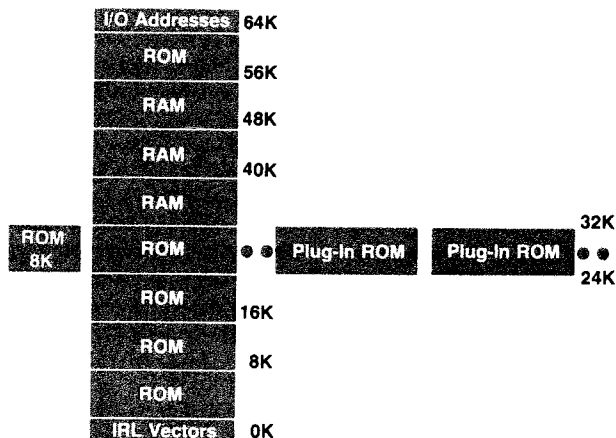 I/O Addresses 64K
ROM
56K
RAM
48K
RAM
40K
RAM
32K
ROM
8K
ROM
Plug-In ROM
Plug-In ROM
24K
ROM
16K
ROM
8K
ROM
IRL Vectors 0K